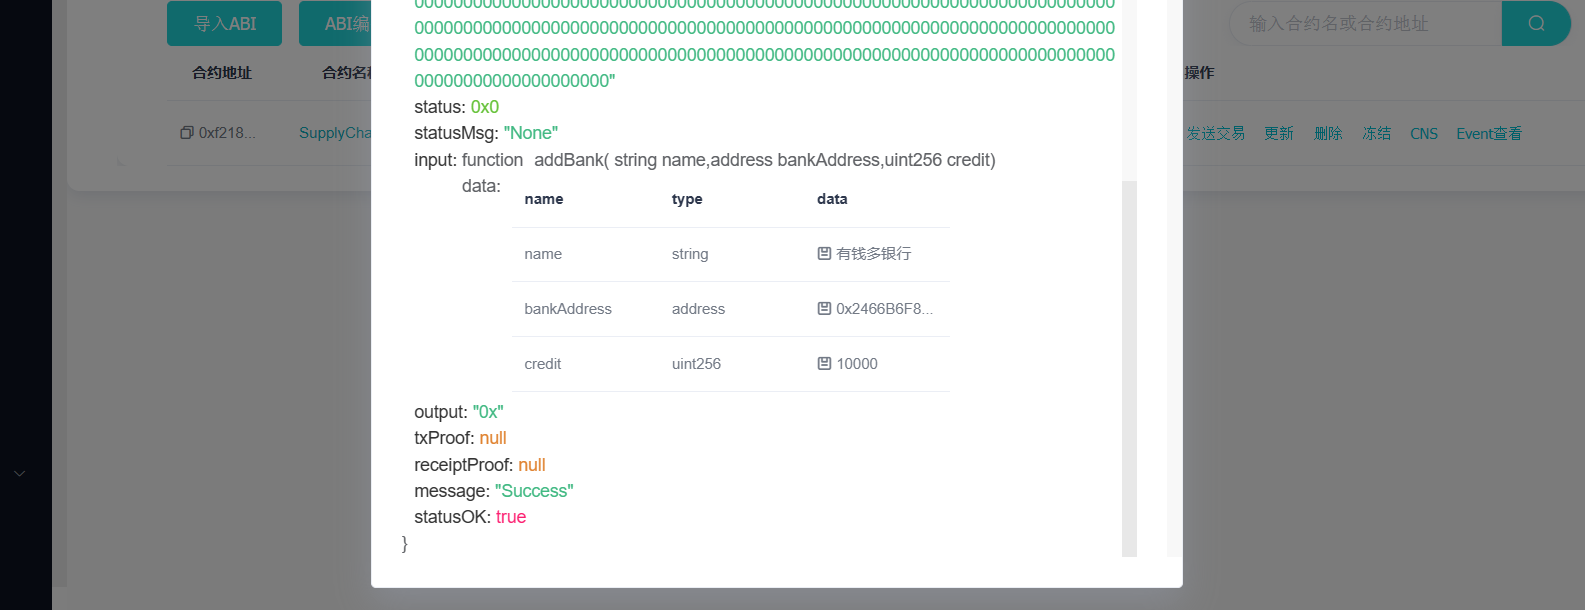 导入ABI
ABI编
输入合约名或合约地址
0000000000000000000000000000000000000000000000000000000000000000000000
0000000000000000000000000000000000000000000000000000000000000000000000
0000000000000000000000000000000000000000000000000000000000000000000000
0000000000000000000"
合约地址
合约名
操作
status: 0x0
statusMsg: "None"
0xf218...
SupplyCha
发送交易 更新 删除 冻结 CNS Event查看
input: function addBank( string name,address bankAddress,uint256 credit)
data:
name type data
name string 有钱多银行
bankAddress address 0x2466B6F8...
credit uint256 10000
output: "0x"
txProof: null
receiptProof: null
message: "Success"
statusOK: true
}